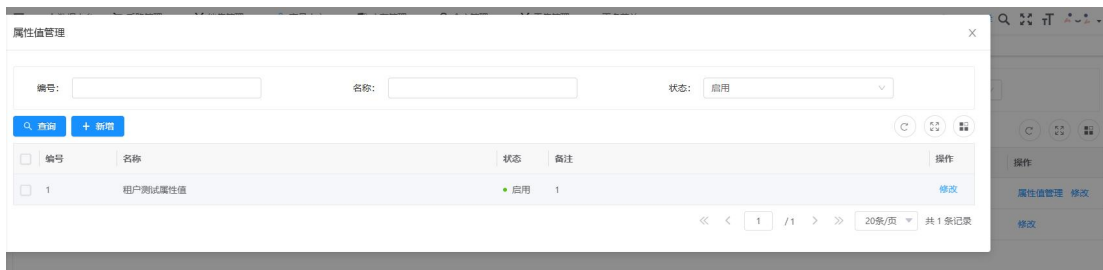 属性值管理
编号： 名称： 状态： 启用
查询 新增
编号 名称 状态 备注 操作
操作
1 租户测试属性值 启用 1 修改
属性值管理 修改
1 /1 20条/页 共 1 条记录
修改